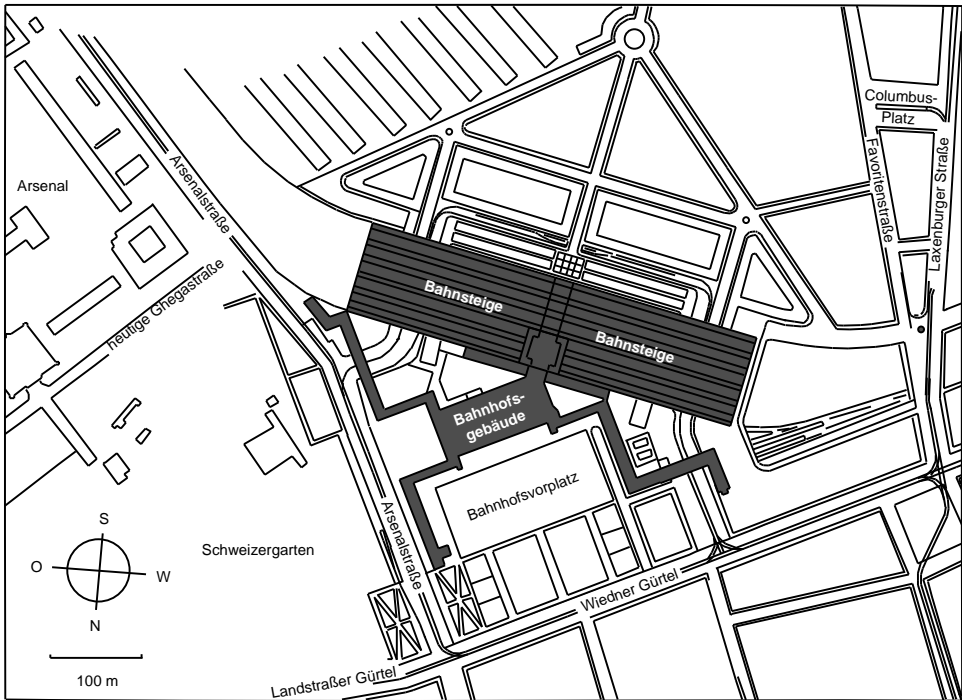 Columbus-
Platz
Favoritenstraße
Laxenburger Straße
Arsenalstraße
Arsenal
heutige Ghegastraße
Bahnsteige
Bahnsteige
Bahnhofs-
gebäude
Bahnhofsvorplatz
Arsenalstraße
Schweizergarten
S
O
W
N
Wiedner Gürtel
Landstraßer Gürtel
100 m